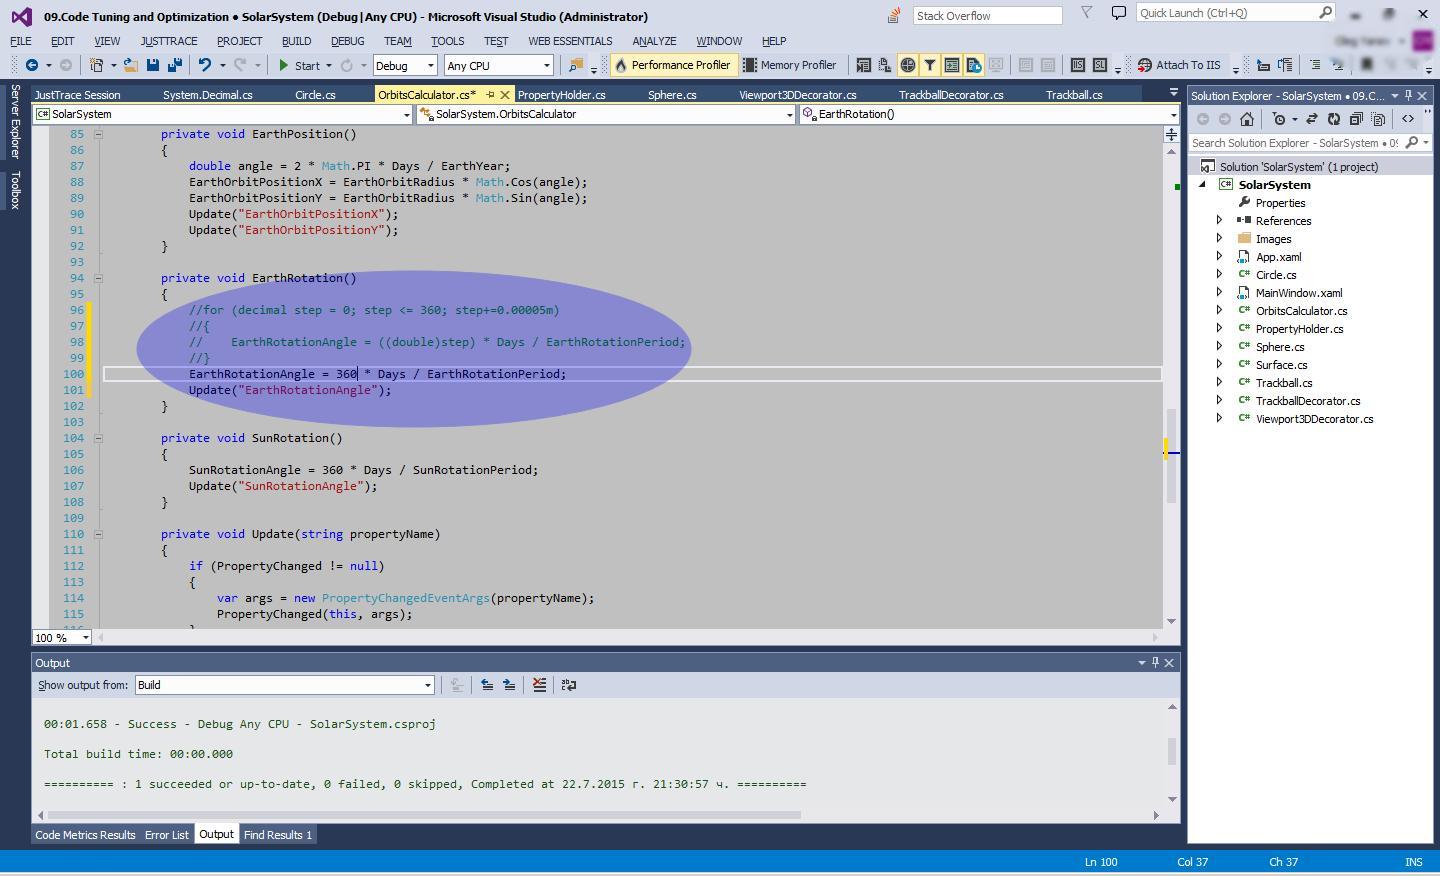 09.Code Tuning and Optimization • SolarSystem (Debug|Any CPU) - Microsoft Visual Studio (Administrator)
Stack Overflow
Quick Launch (Ctrl+Q)
FILE EDIT VIEW JUSTTRACE PROJECT BUILD DEBUG TEAM TOOLS TEST WEB ESSENTIALS ANALYZE WINDOW HELP
Start Debug Any CPU Performance Profiler Memory Profiler Attach To IIS
Server Explorer
Toolbox
JustTrace Session System.Decimal.cs Circle.cs OrbitsCalculator.cs* PropertyHolder.cs Sphere.cs Viewport3DDecorator.cs TrackballDecorator.cs Trackball.cs
SolarSystem SolarSystem.OrbitsCalculator EarthRotation()
85 private void EarthPosition()
86 {
87 double angle = 2 * Math.PI * Days / EarthYear;
88 EarthOrbitPositionX = EarthOrbitRadius * Math.Cos(angle);
89 EarthOrbitPositionY = EarthOrbitRadius * Math.Sin(angle);
90 Update("EarthOrbitPositionX");
91 Update("EarthOrbitPositionY");
92 }
93
94 private void EarthRotation()
95 {
96 //for (decimal step = 0; step <= 360; step+=0.00005m)
97 //{
98 //    EarthRotationAngle = ((double)step) * Days / EarthRotationPeriod;
99 //}
100 EarthRotationAngle = 360 * Days / EarthRotationPeriod;
101 Update("EarthRotationAngle");
102 }
103
104 private void SunRotation()
105 {
106 SunRotationAngle = 360 * Days / SunRotationPeriod;
107 Update("SunRotationAngle");
108 }
109
110 private void Update(string propertyName)
111 {
112 if (PropertyChanged != null)
113 {
114 var args = new PropertyChangedEventArgs(propertyName);
115 PropertyChanged(this, args);
116 }
100 %
Output
Show output from: Build
00:01.658 - Success - Debug Any CPU - SolarSystem.csproj
Total build time: 00:00.000
========== : 1 succeeded or up-to-date, 0 failed, 0 skipped, Completed at 22.7.2015 г. 21:30:57 ч. ==========
Code Metrics Results Error List Output Find Results 1
Solution Explorer - SolarSystem • 09.C...
Search Solution Explorer - SolarSystem • 09
Solution 'SolarSystem' (1 project)
C# SolarSystem
Properties
References
Images
App.xaml
C# Circle.cs
MainWindow.xaml
C# OrbitsCalculator.cs
C# PropertyHolder.cs
C# Sphere.cs
C# Surface.cs
C# Trackball.cs
C# TrackballDecorator.cs
C# Viewport3DDecorator.cs
Ln 100 Col 37 Ch 37 INS